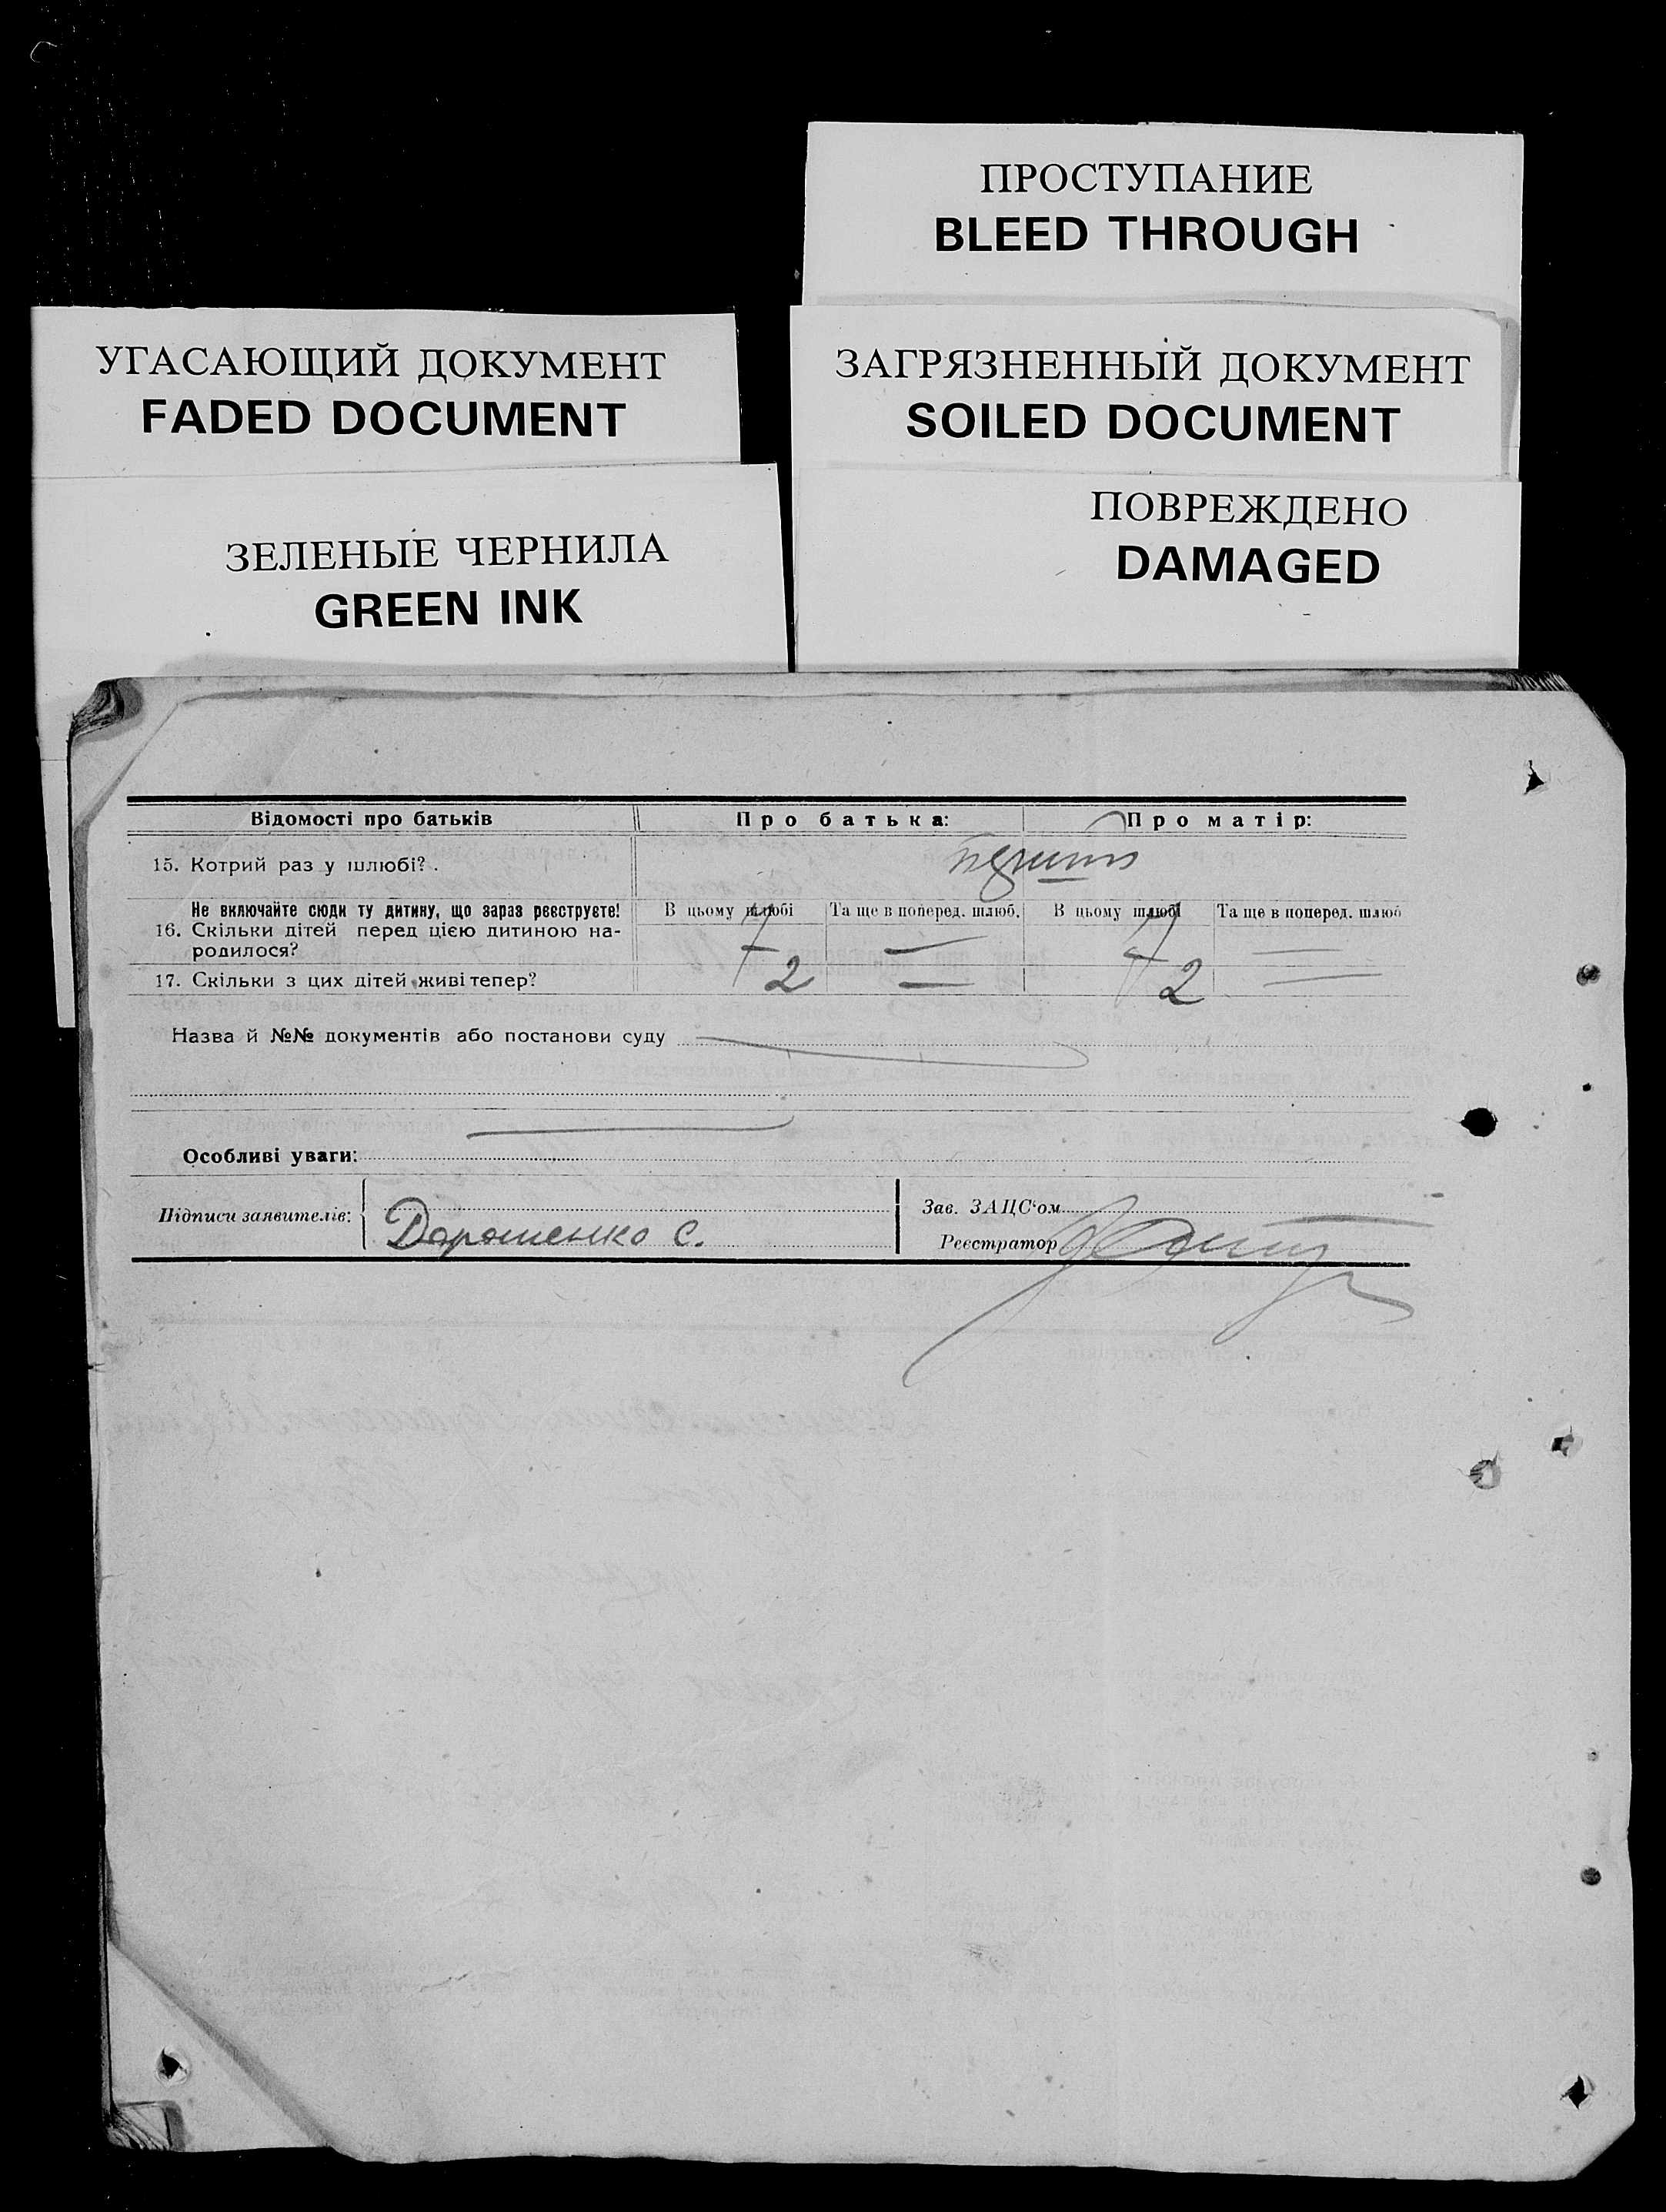 ПРОСТУПАНИЕ
BLEED THROUGH
УГАСАЮЩИЙ ДОКУМЕНТ
FADED DOCUMENT
ЗАГРЯЗНЕННЫЙ ДОКУМЕНТ
SOILED DOCUMENT
ЗЕЛЕНЫЕ ЧЕРНИЛА
GREEN INK
ПОВРЕЖДЕНО
DAMAGED
Відомості про батьків Про батька: Про матір:
15. Котрий раз у шлюбі?
Не включайте сюди ту дитину, що зараз реєструєте! В цьому шлюбі Та ще в поперед. шлюб. В цьому шлюбі Та ще в поперед. шлюб
16. Скільки дітей перед цією дитиною на-
родилося? 7 — 7 —
17. Скільки з цих дітей живі тепер? 2 — 2 —
Назва й №№ документів або постанови суду
Особливі уваги:
Підписи заявителів: Дорошенко С.
Зав. ЗАЦС'ом
Реєстратор